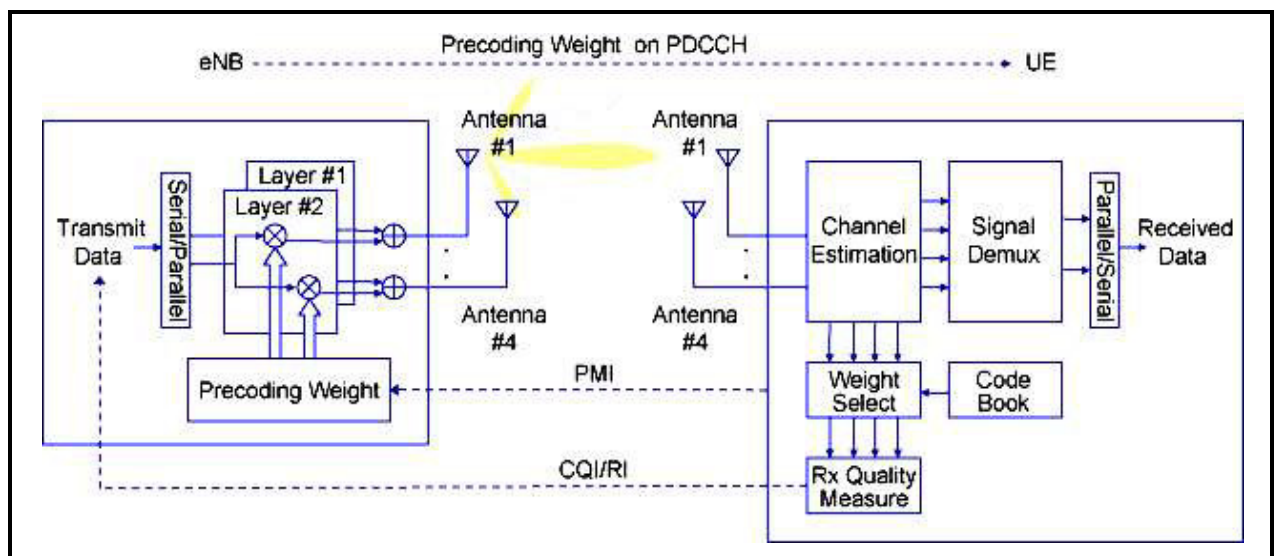 Precoding Weight on PDCCH
eNB
UE
Antenna
#1
Antenna
#1
Serial/Parallel
Layer #1
Layer #2
Transmit
Data
Channel
Estimation
Signal
Demux
Parallel/Serial
Received
Data
Antenna
#4
Antenna
#4
Precoding Weight
PMI
Weight
Select
Code
Book
CQI/RI
Rx Quality
Measure